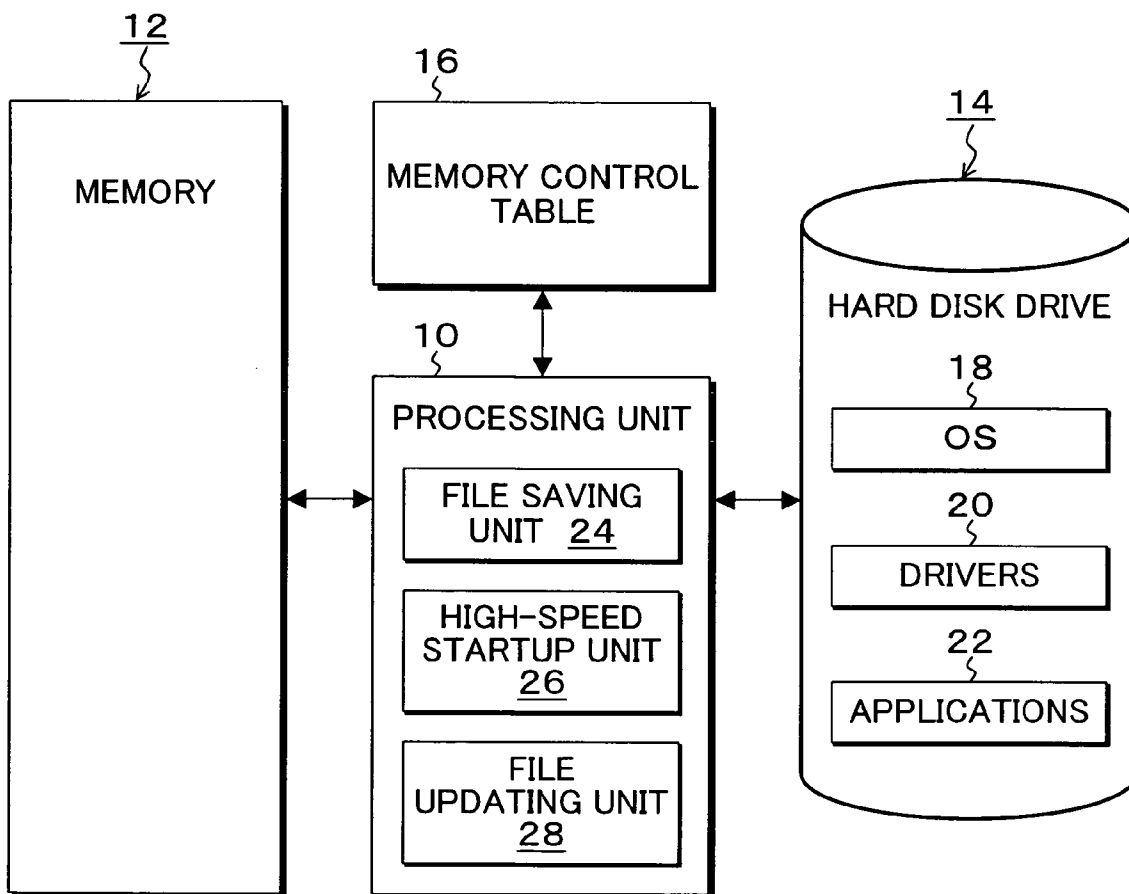 12
MEMORY
16
MEMORY CONTROL
TABLE
10
PROCESSING UNIT
FILE SAVING
UNIT 24
HIGH-SPEED
STARTUP UNIT
26
FILE
UPDATING UNIT
28
14
HARD DISK DRIVE
18
OS
20
DRIVERS
22
APPLICATIONS